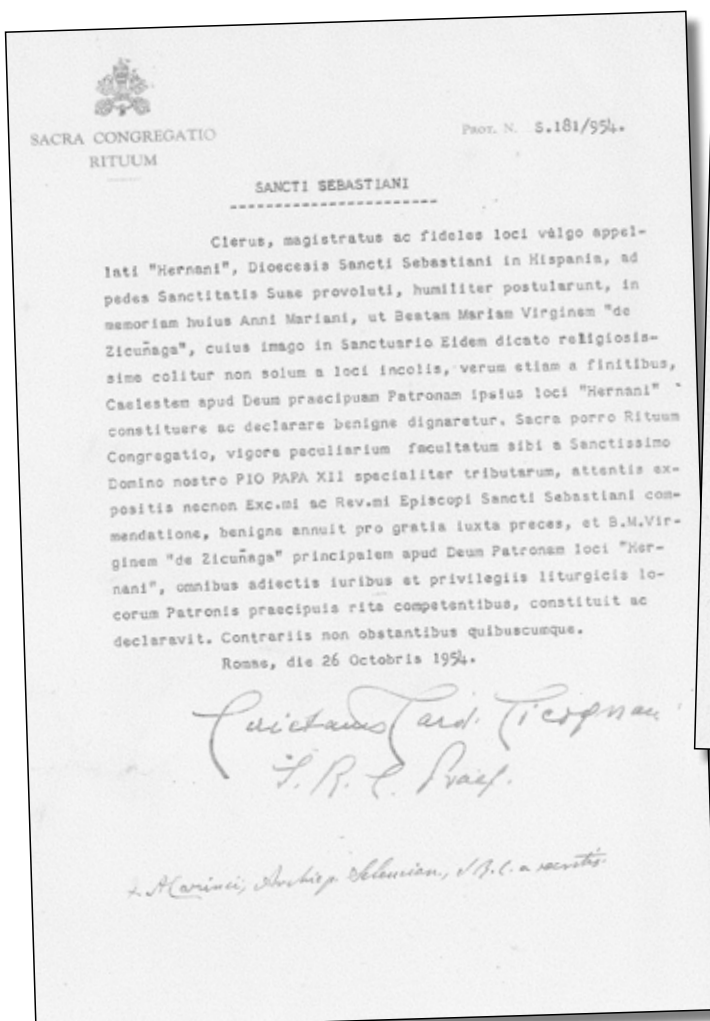 SACRA CONGREGATIO
RITUUM
PROT. N. S.181/954.
SANCTI SEBASTIANI
Clerus, magistratus ac fideles loci vulgo appel-
lati "Hernani", Dioecesis Sancti Sebastiani in Hispania, ad
pedes Sanctitatis Suae provoluti, humiliter postularunt, in
memoriam huius Anni Mariani, ut Beatam Mariam Virginem "de
Zicuñaga", cuius imago in Sanctuario Eidem dicato religiosis-
sime colitur non solum a loci incolis, verum etiam a finitibus,
Caelestem apud Deum praecipuam Patronam ipsius loci "Hernani"
constituere ac declarare benigne dignaretur. Sacra porro Rituum
Congregatio, vigore peculiarium facultatum sibi a Sanctissimo
Domino nostro PIO PAPA XII specialiter tributarum, attentis ex-
positis necnon Exc.mi ac Rev.mi Episcopi Sancti Sebastiani com-
mendatione, benigne annuit pro gratia iuxta preces, et B.M.Vir-
ginem "de Zicuñaga" principalem apud Deum Patronam loci "Her-
nani", omnibus adiectis iuribus et privilegiis liturgicis lo-
corum Patronis praecipuis rite competentibus, constituit ac
declaravit. Contrariis non obstantibus quibuscumque.
Romae, die 26 Octobris 1954.
Caietanus Card. Cicognani
S. R. C. Praef.
+ A Carinci, Archiep. Seleucien., S.R.C. a secretis